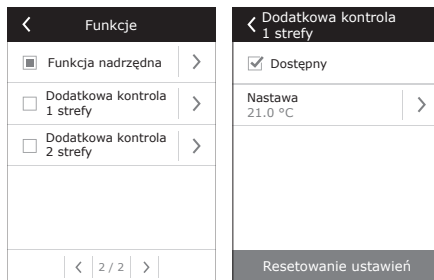 Funkcje
Funkcja nadrzędna
Dodatkowa kontrola
1 strefy
Dodatkowa kontrola
2 strefy
2 / 2
Dodatkowa kontrola
1 strefy
Dostępny
Nastawa
21.0 °C
Resetowanie ustawień